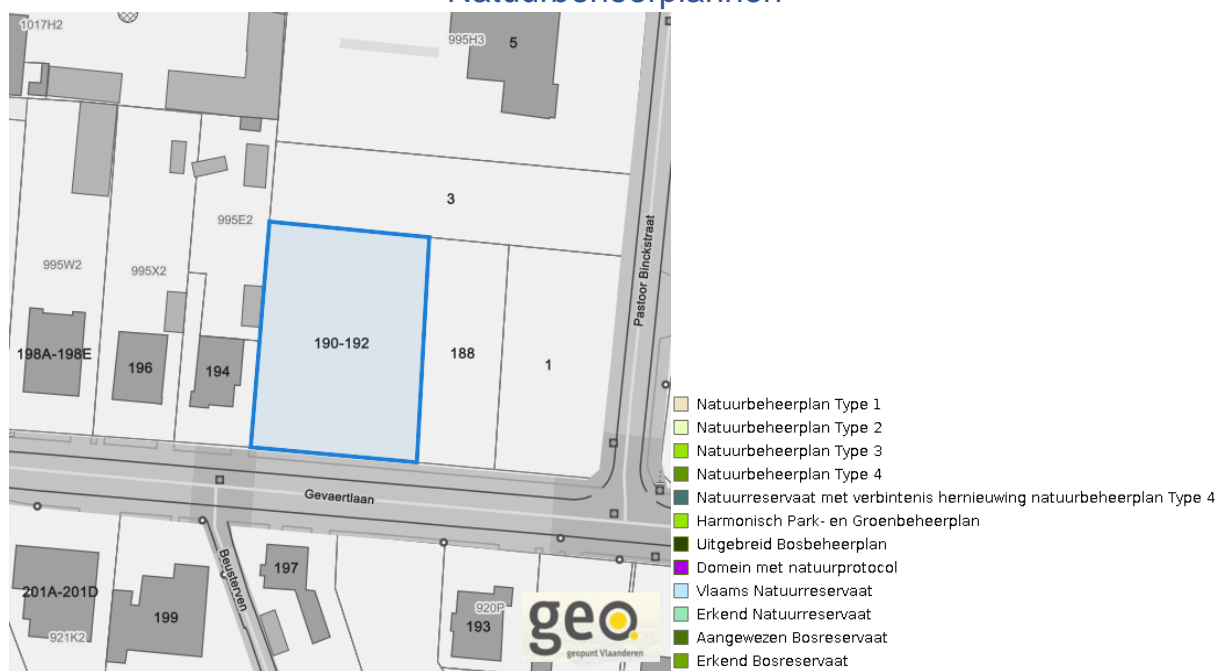 Natuurbeheerplannen
1017H2
995H3
5
3
995E2
995W2
995X2
Pastoor Binckstraat
190-192
198A-198E
196
194
188
1
Gevaertlaan
Beusterven
201A-201D
921K2
199
197
920P
193
geo
geopunt Vlaanderen
Natuurbeheerplan Type 1
Natuurbeheerplan Type 2
Natuurbeheerplan Type 3
Natuurbeheerplan Type 4
Natuurreservaat met verbintenis hernieuwing natuurbeheerplan Type 4
Harmonisch Park- en Groenbeheerplan
Uitgebreid Bosbeheerplan
Domein met natuurprotocol
Vlaams Natuurreservaat
Erkend Natuurreservaat
Aangewezen Bosreservaat
Erkend Bosreservaat